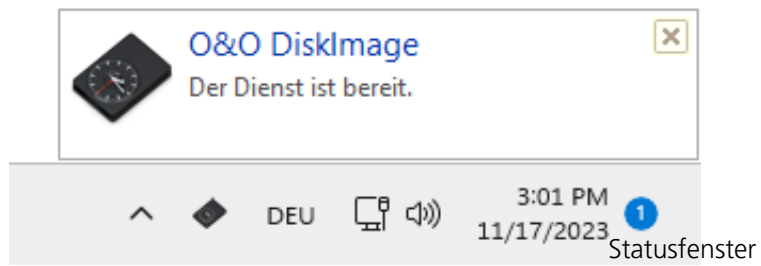 O&O DiskImage
Der Dienst ist bereit.
DEU
3:01 PM
11/17/2023
1
Statusfenster